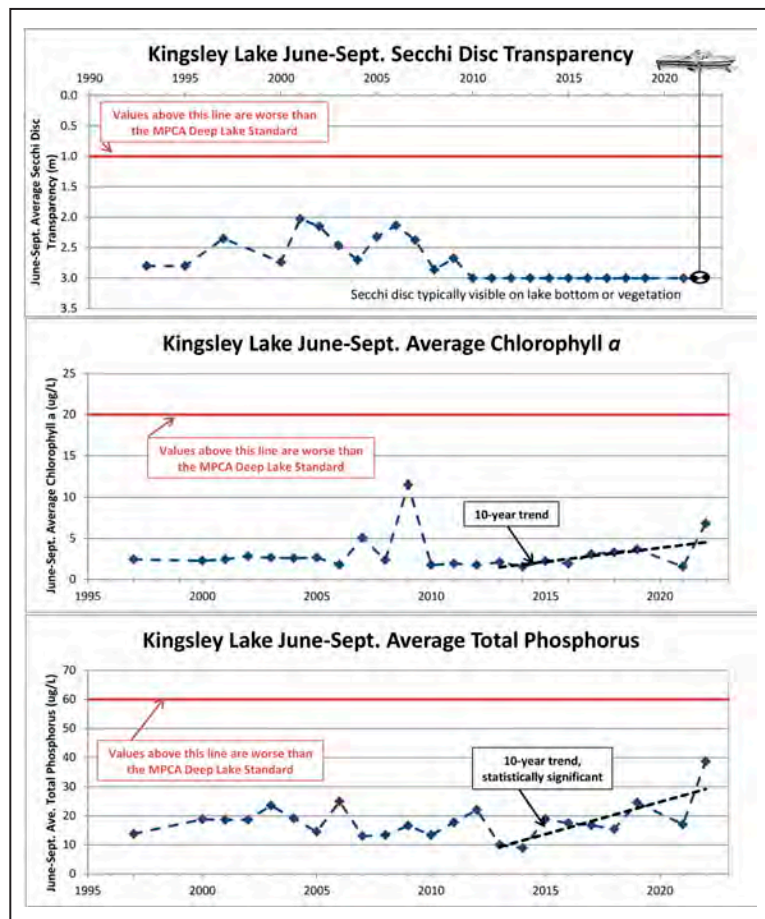 Kingsley Lake June-Sept. Secchi Disc Transparency
1990 1995 2000 2005 2010 2015 2020
June-Sept. Average Secchi Disc
Transparency (m)
0.0
0.5
1.0
1.5
2.0
2.5
3.0
3.5
Values above this line are worse than
the MPCA Deep Lake Standard
Secchi disc typically visible on lake bottom or vegetation
Kingsley Lake June-Sept. Average Chlorophyll a
June-Sept. Average Chlorophyll a (ug/L)
25
20
15
10
5
0
Values above this line are worse than
the MPCA Deep Lake Standard
10-year trend
1995 2000 2005 2010 2015 2020
Kingsley Lake June-Sept. Average Total Phosphorus
June-Sept. Ave. Total Phosphorus (ug/L)
70
60
50
40
30
20
10
0
Values above this line are worse than
the MPCA Deep Lake Standard
10-year trend,
statistically significant
1995 2000 2005 2010 2015 2020